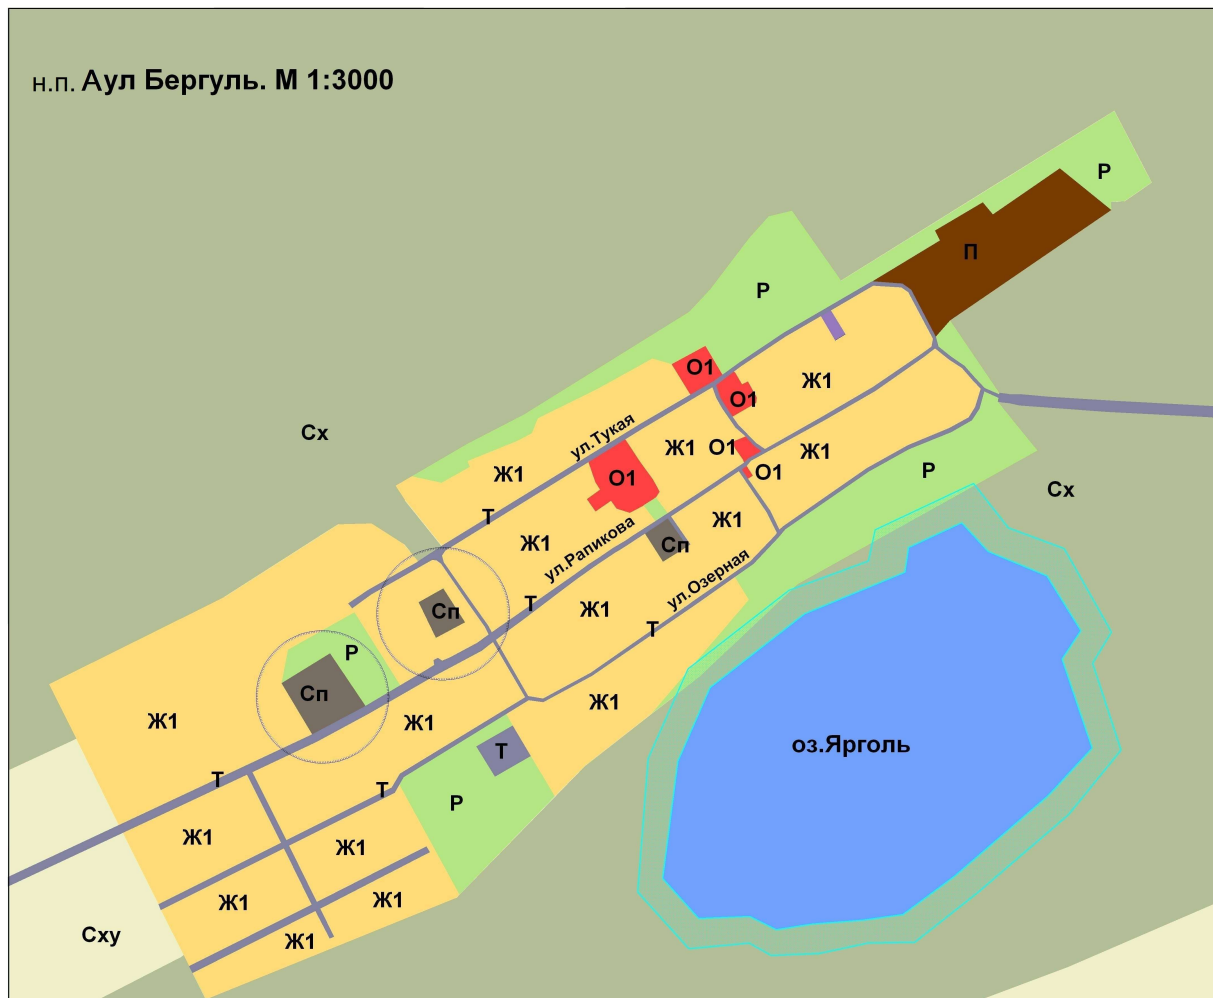 н.п. Аул Бергуль. М 1:3000
Р
П
Р
О1
Ж1
О1
ул.Тукая
Сх
Ж1
О1
Ж1
Ж1
О1
Р
О1
Сх
Т
Ж1
ул.Рапикова
Ж1
Сп
ул.Озерная
Сп
Т
Ж1
Т
Р
Сп
Ж1
Ж1
Ж1
оз.Ярголь
Т
Т
Т
Р
Ж1
Ж1
Ж1
Ж1
Сху
Ж1